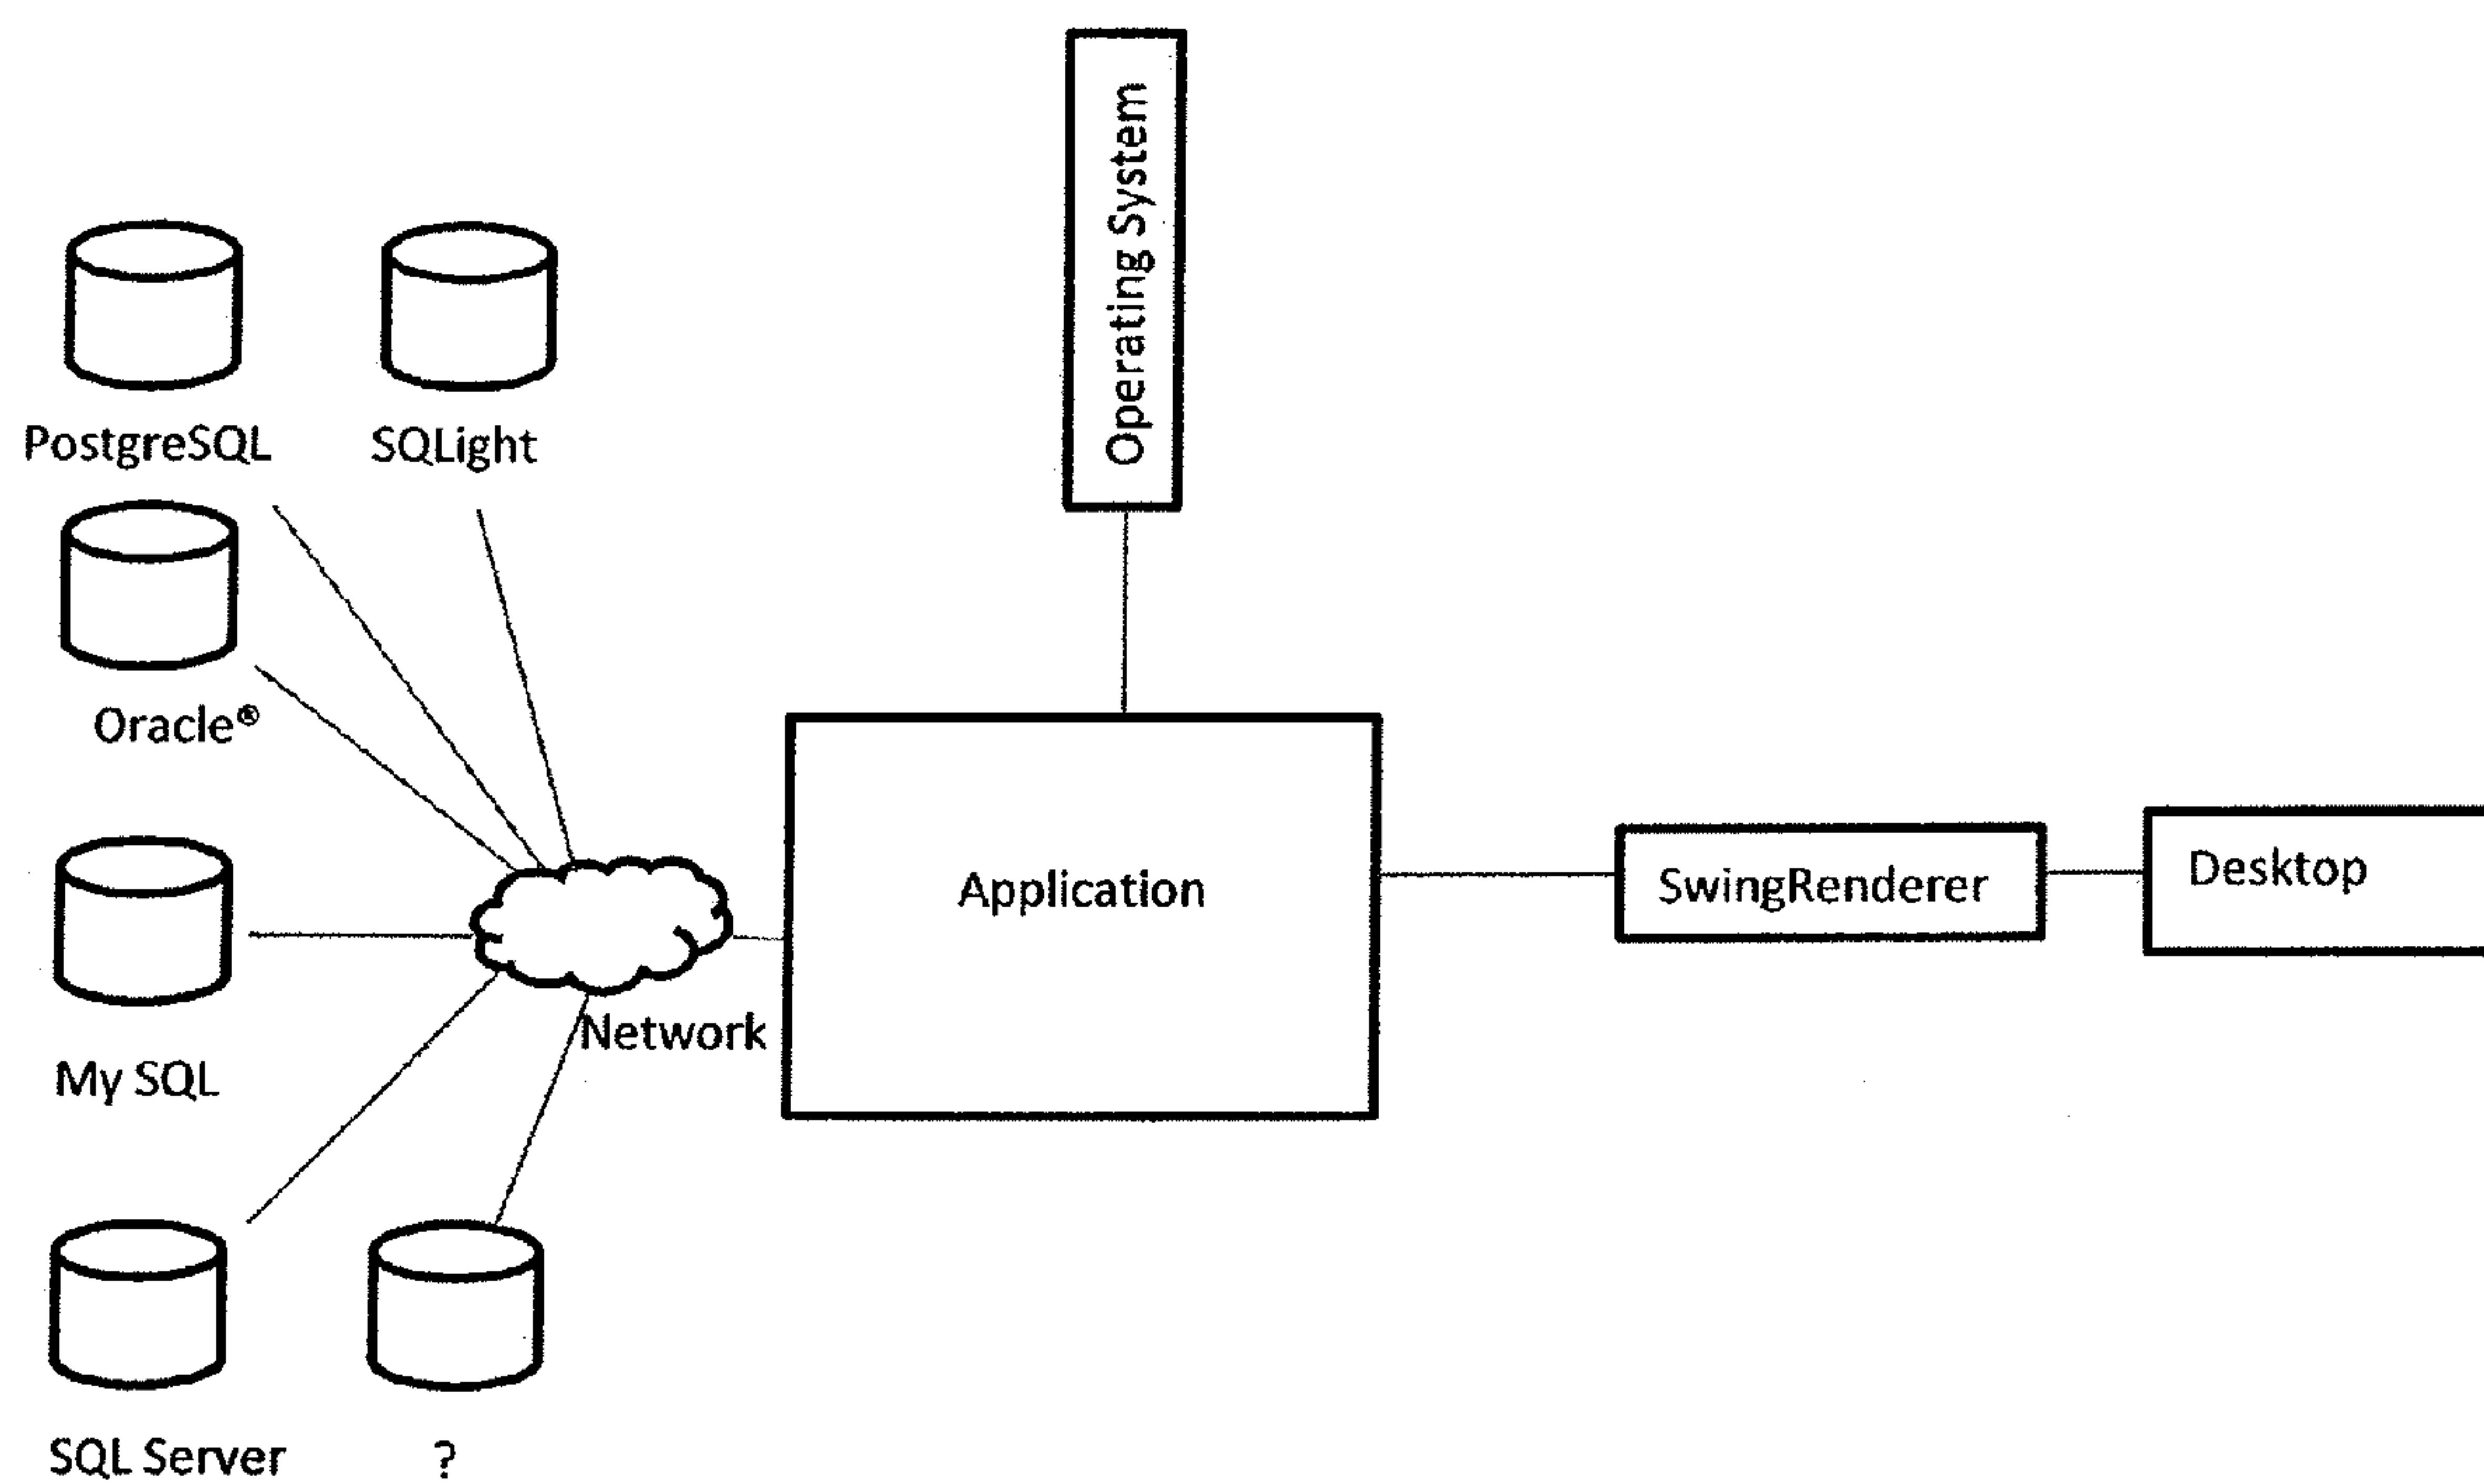 Operating System
PostgreSQL
SQLight
Oracle®
Application
SwingRenderer
Desktop
Network
My SQL
SQL Server
?